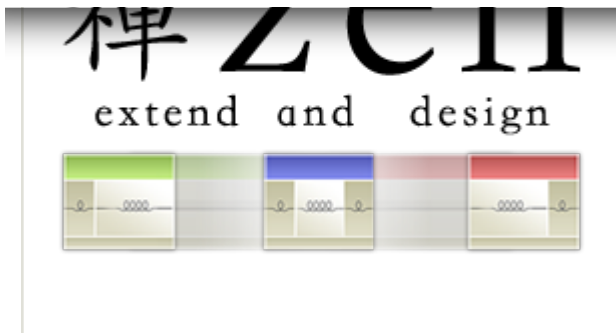 禅 zen
extend and design